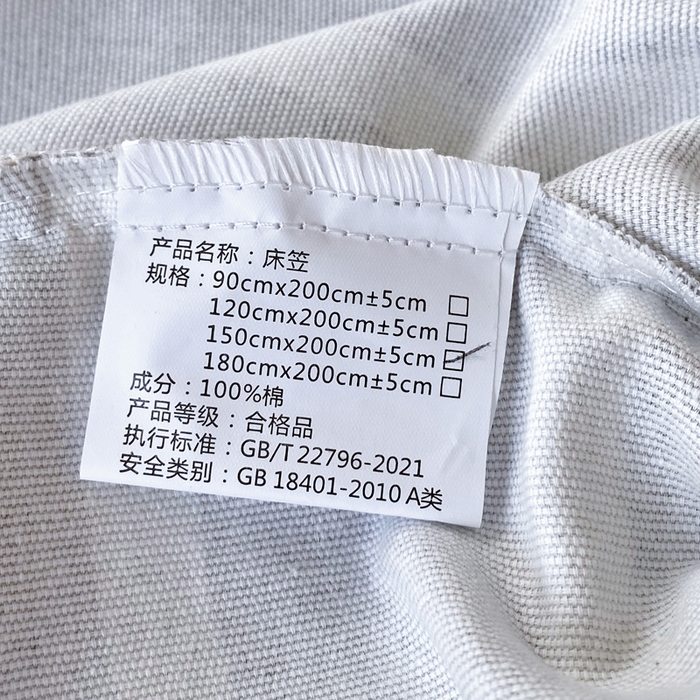 产品名称：床笠
规格：90cmx200cm±5cm □
120cmx200cm±5cm □
150cmx200cm±5cm ☑
180cmx200cm±5cm □
成分：100%棉
产品等级：合格品
执行标准：GB/T 22796-2021
安全类别：GB 18401-2010 A类